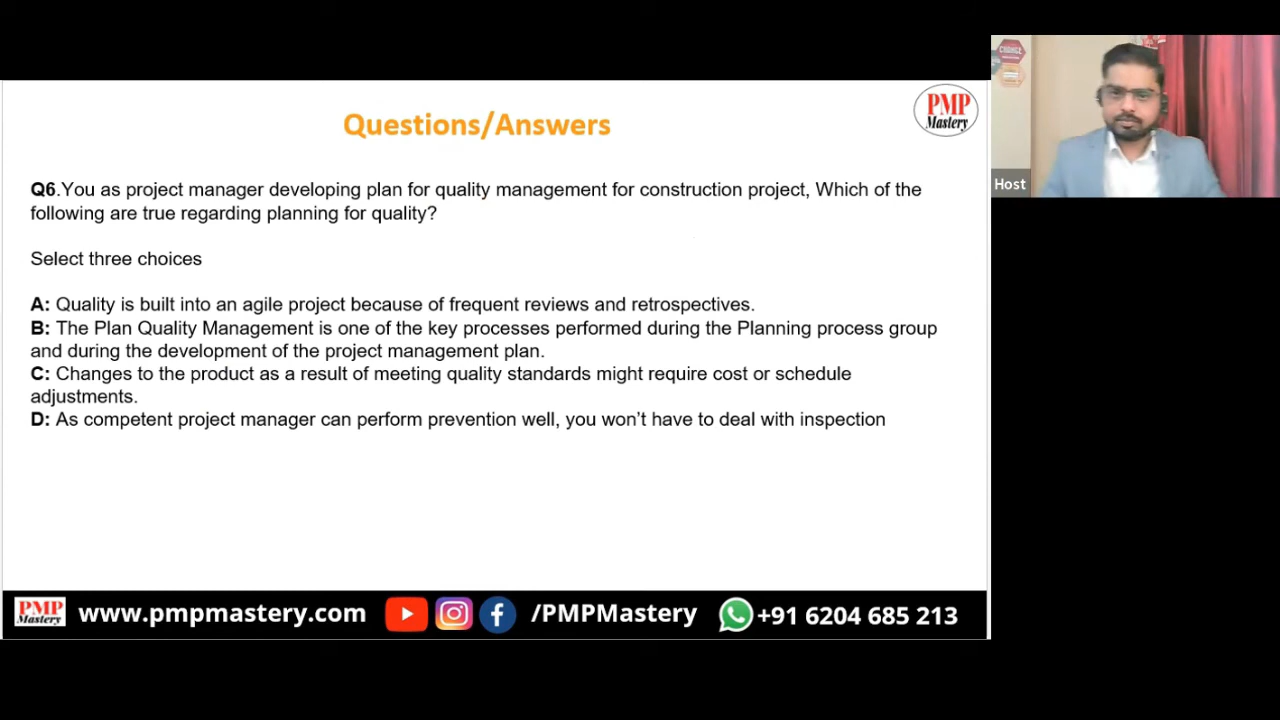 Questions/Answers
PMP
Mastery
Q6.You as project manager developing plan for quality management for construction project, Which of the
following are true regarding planning for quality?
Select three choices
A: Quality is built into an agile project because of frequent reviews and retrospectives.
B: The Plan Quality Management is one of the key processes performed during the Planning process group
and during the development of the project management plan.
C: Changes to the product as a result of meeting quality standards might require cost or schedule
adjustments.
D: As competent project manager can perform prevention well, you won’t have to deal with inspection
CHANGE
Host
PMP
Mastery
www.pmpmastery.com
/PMPMastery
+91 6204 685 213